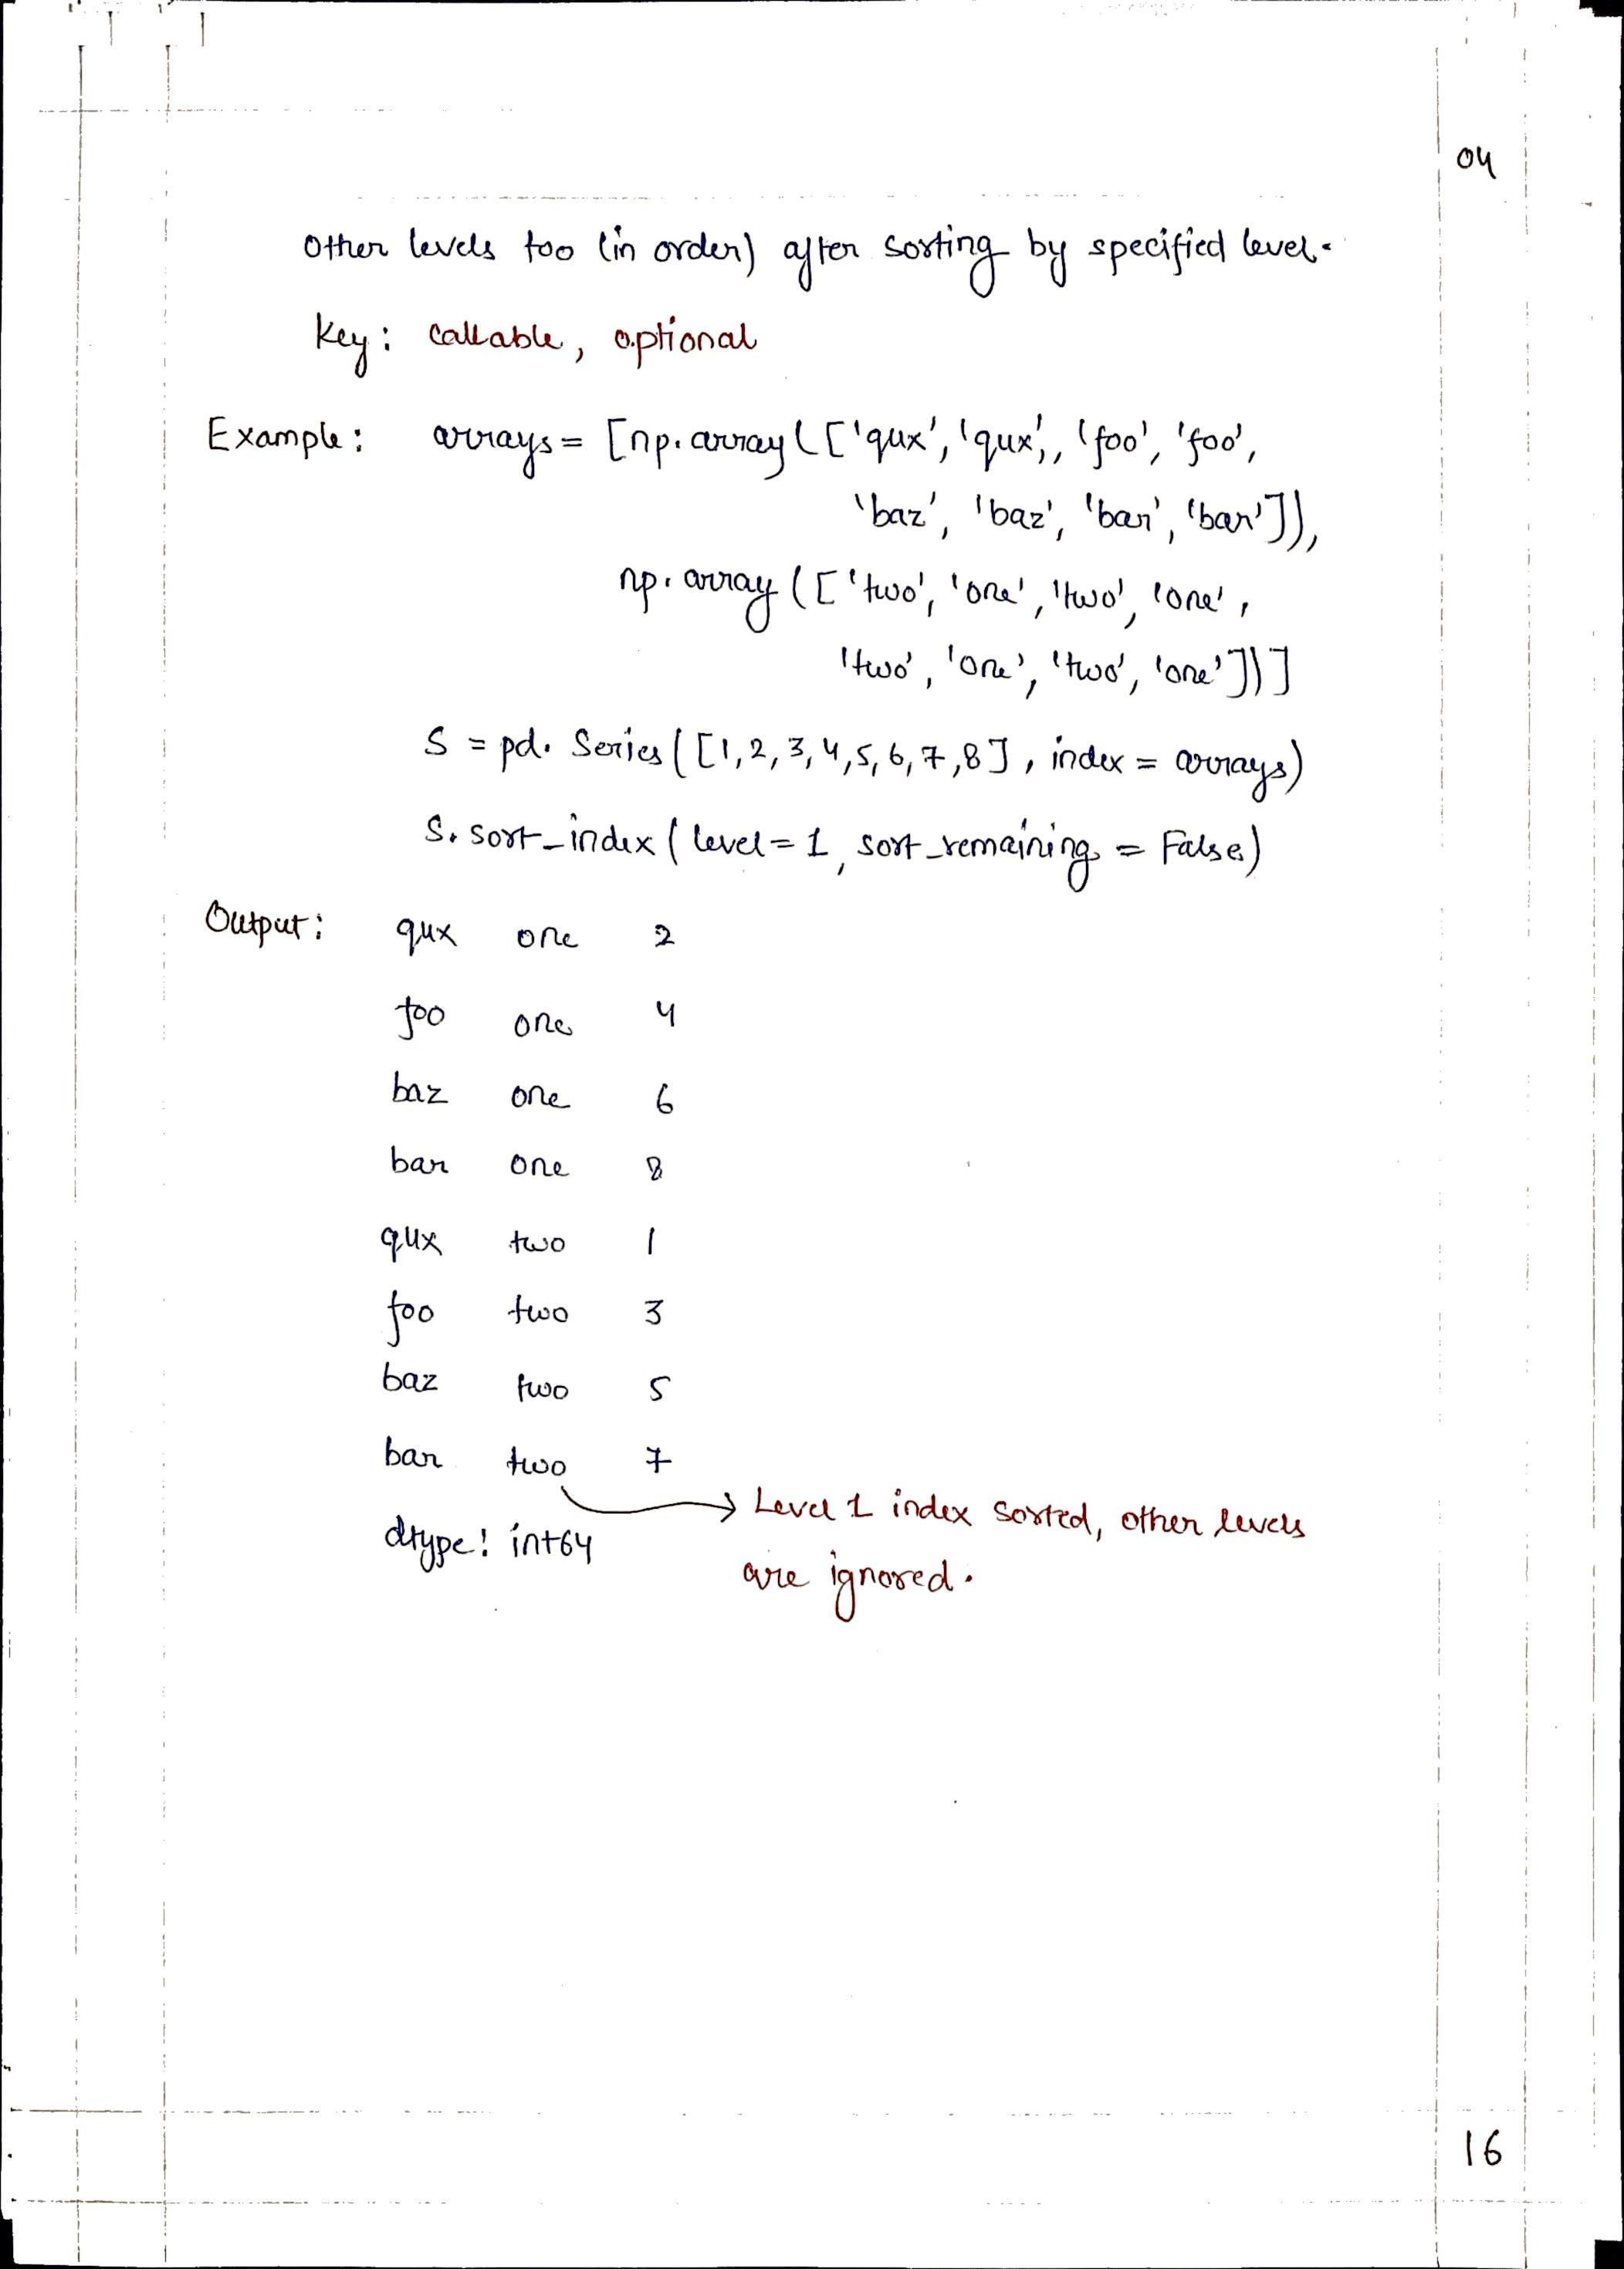 04
Other levels too (in order) after sorting by specified level.
Key: Callable, optional
Example: arrays = [np.array(['qux', 'qux', 'foo', 'foo',
'baz', 'baz', 'bar', 'bar']),
np.array(['two', 'one', 'two', 'one',
'two', 'one', 'two', 'one'])]
S = pd.Series([1,2,3,4,5,6,7,8], index = arrays)
S.sort_index(level=1, sort_remaining = False)
Output: qux one 2
foo one 4
baz one 6
bar one 8
qux two 1
foo two 3
baz two 5
bar two 7
→ Level 1 index sorted, other levels
dtype: int64
are ignored.
16